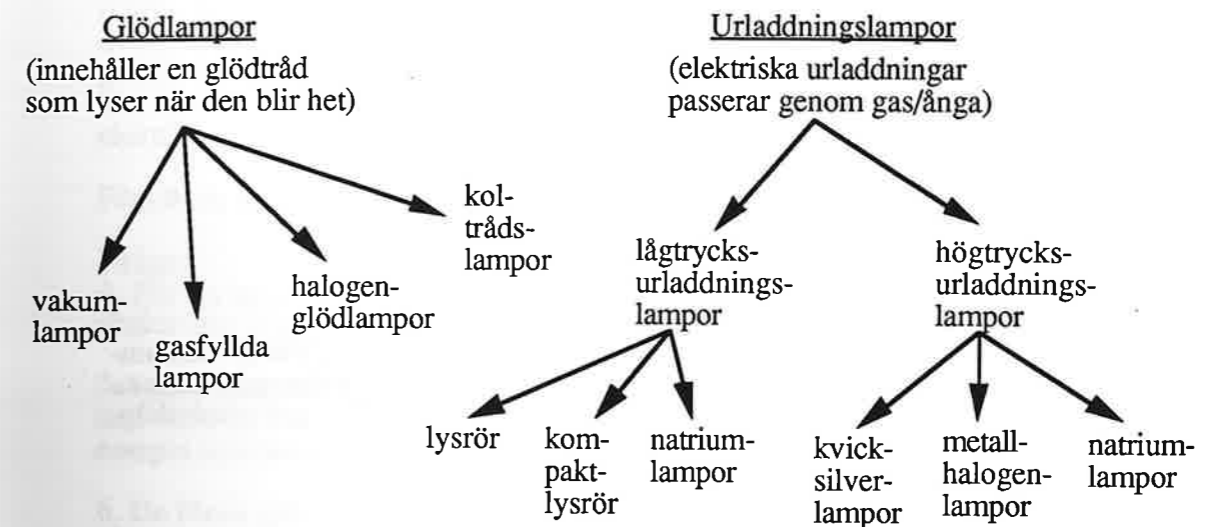 Glödlampor
(innehåller en glödtråd
som lyser när den blir het)
vakum-
lampor
gasfyllda
lampor
halogen-
glödlampor
kol-
tråds-
lampor
Urladdningslampor
(elektriska urladdningar
passerar genom gas/ånga)
lågtrycks-
urladdnings-
lampor
högtrycks-
urladdnings-
lampor
lysrör
kom-
pakt-
lysrör
natrium-
lampor
kvick-
silver-
lampor
metall-
halogen-
lampor
natrium-
lampor